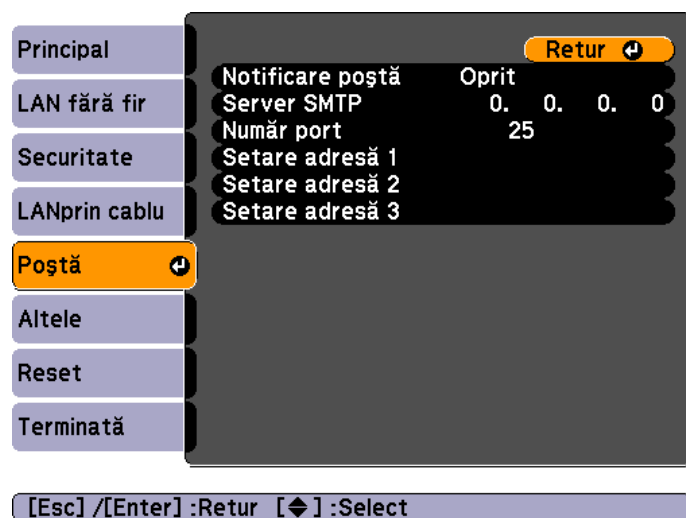 Principal
LAN fără fir
Securitate
LANprin cablu
Poştă
Altele
Reset
Terminată
Retur
Notificare poştă Oprit
Server SMTP 0. 0. 0. 0
Număr port 25
Setare adresă 1
Setare adresă 2
Setare adresă 3
[Esc] /[Enter] :Retur [◆] :Select